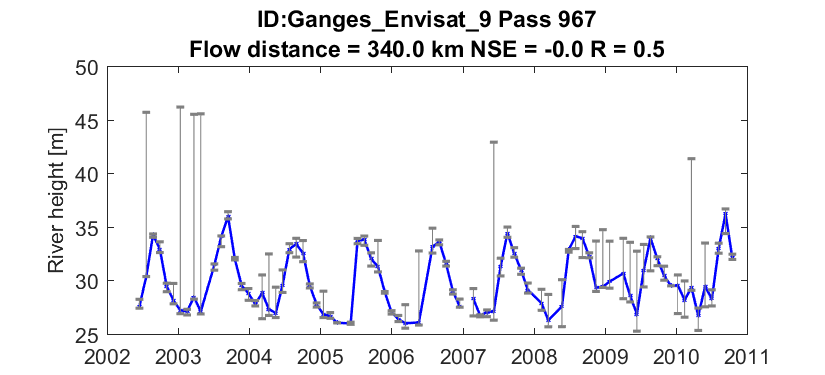 ID:Ganges_Envisat_9 Pass 967
Flow distance = 340.0 km NSE = -0.0 R = 0.5
River height [m]
50
45
40
35
30
25
2002 2003 2004 2005 2006 2007 2008 2009 2010 2011